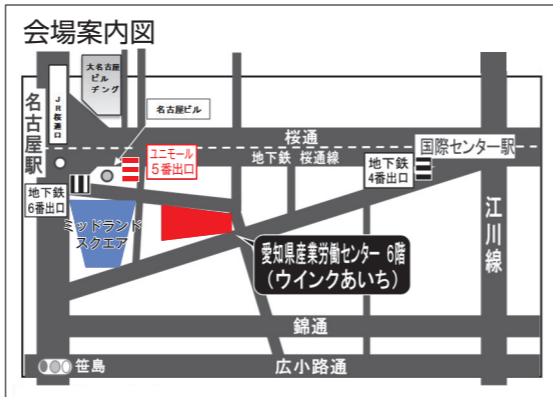 会場案内図
大名古屋
ビル
ヂング
JR桜通口
名古屋ビル
名古屋駅
桜通
ユニモール
5番出口
地下鉄 桜通線
国際センター駅
地下鉄
4番出口
地下鉄
6番出口
ミッドランド
スクエア
愛知県産業労働センター 6階
(ウインクあいち)
江川線
錦通
笹島
広小路通